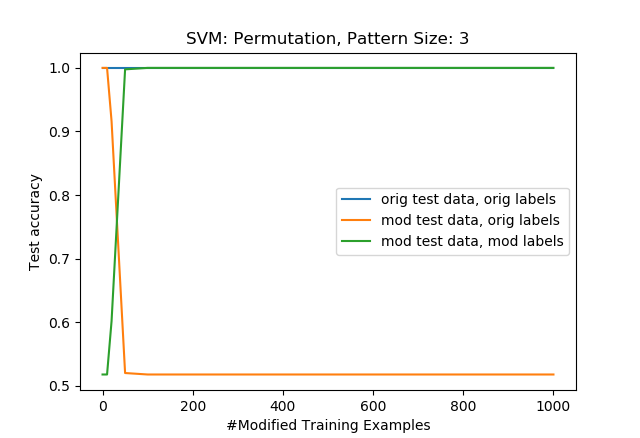 SVM: Permutation, Pattern Size: 3
1.0
0.9
0.8
0.7
0.6
0.5
Test accuracy
orig test data, orig labels
mod test data, orig labels
mod test data, mod labels
0 200 400 600 800 1000
#Modified Training Examples